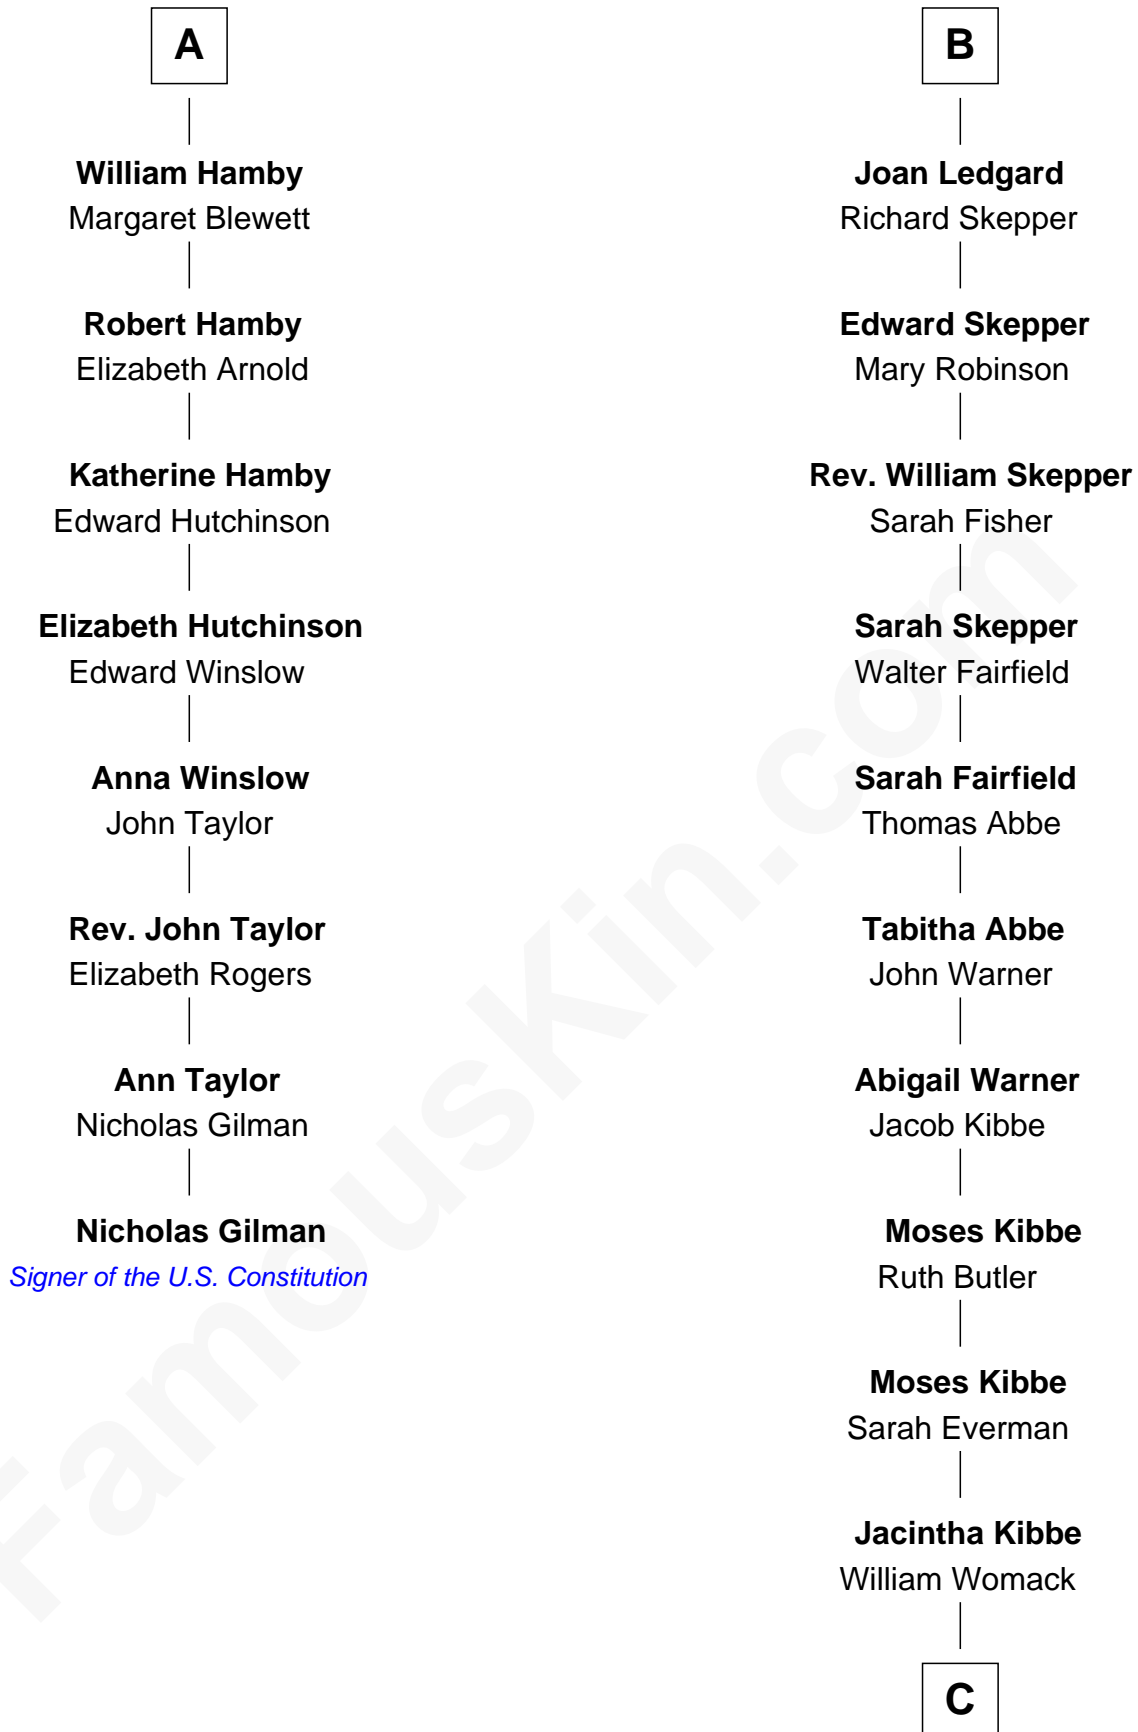 A
William Hamby
Margaret Blewett
Robert Hamby
Elizabeth Arnold
Katherine Hamby
Edward Hutchinson
Elizabeth Hutchinson
Edward Winslow
Anna Winslow
John Taylor
Rev. John Taylor
Elizabeth Rogers
Ann Taylor
Nicholas Gilman
Nicholas Gilman
Signer of the U.S. Constitution
B
Joan Ledgard
Richard Skepper
Edward Skepper
Mary Robinson
Rev. William Skepper
Sarah Fisher
Sarah Skepper
Walter Fairfield
Sarah Fairfield
Thomas Abbe
Tabitha Abbe
John Warner
Abigail Warner
Jacob Kibbe
Moses Kibbe
Ruth Butler
Moses Kibbe
Sarah Everman
Jacintha Kibbe
William Womack
C
FamousKin.com